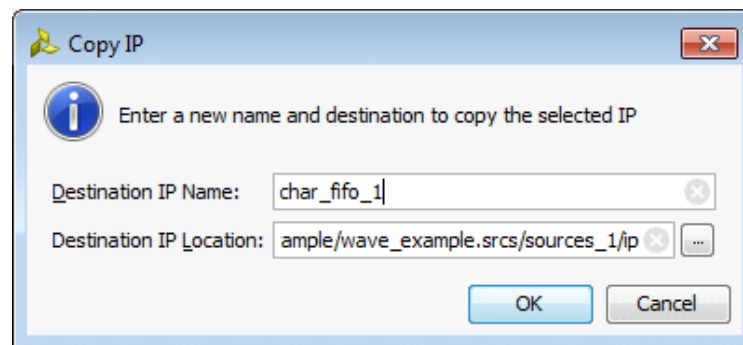 Copy IP
Enter a new name and destination to copy the selected IP
Destination IP Name: char_fifo_1
Destination IP Location: ample/wave_example.srcs/sources_1/ip ...
OK Cancel